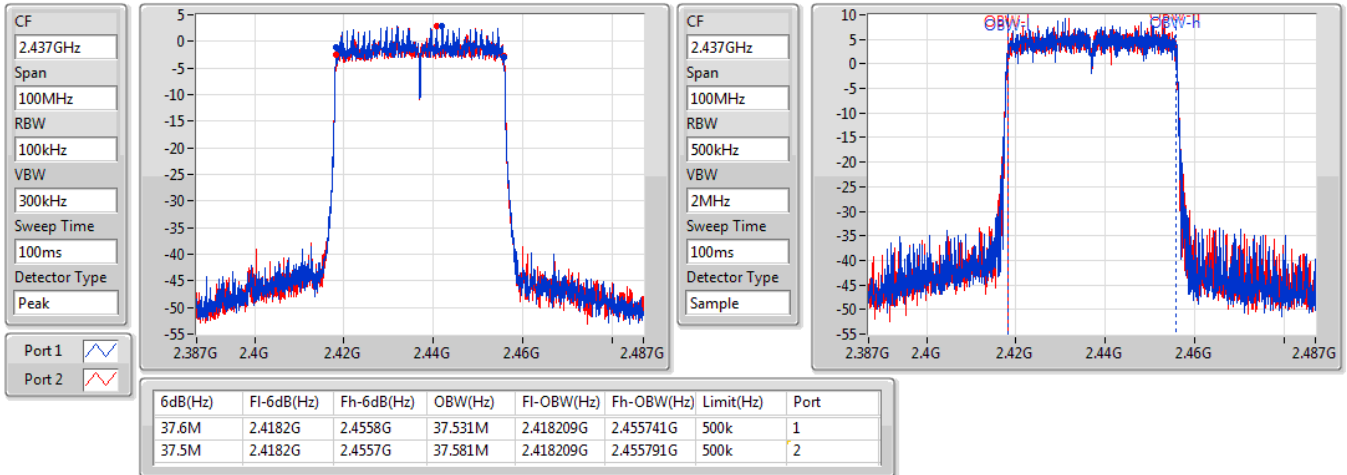 CF
2.437GHz
Span
100MHz
RBW
100kHz
VBW
300kHz
Sweep Time
100ms
Detector Type
Peak
5
0
-5
-10
-15
-20
-25
-30
-35
-40
-45
-50
-55
2.387G 2.4G 2.42G 2.44G 2.46G 2.487G
CF
2.437GHz
Span
100MHz
RBW
500kHz
VBW
2MHz
Sweep Time
100ms
Detector Type
Sample
10
5
0
-5
-10
-15
-20
-25
-30
-35
-40
-45
-50
-55
OBW-l OBW-h
2.387G 2.4G 2.42G 2.44G 2.46G 2.487G
Port 1
Port 2
6dB(Hz) Fl-6dB(Hz) Fh-6dB(Hz) OBW(Hz) Fl-OBW(Hz) Fh-OBW(Hz) Limit(Hz) Port
37.6M 2.4182G 2.4558G 37.531M 2.418209G 2.455741G 500k 1
37.5M 2.4182G 2.4557G 37.581M 2.418209G 2.455791G 500k 2